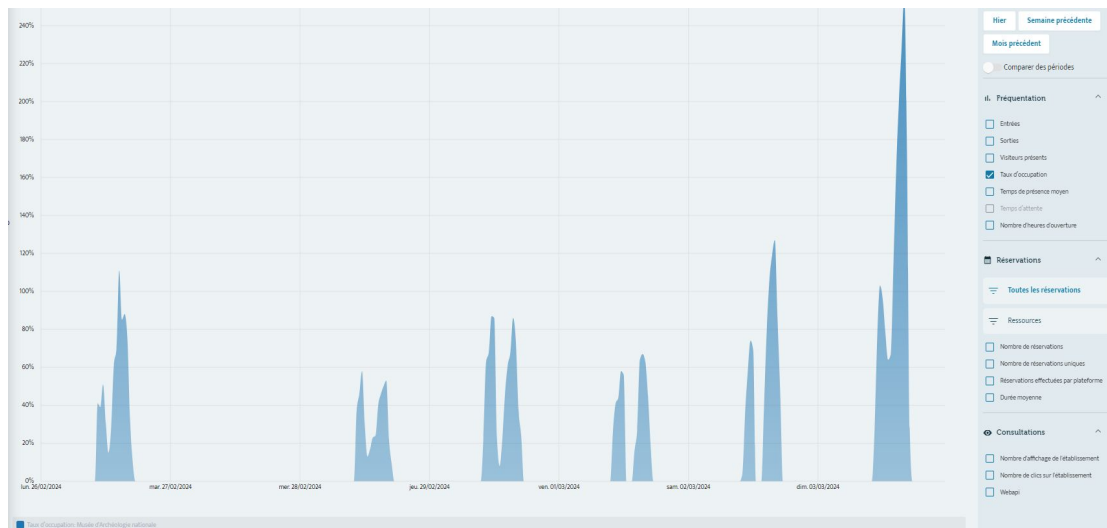 240%
220%
200%
180%
160%
140%
120%
100%
80%
60%
40%
20%
0%
lun. 26/02/2024 mar. 27/02/2024 mer. 28/02/2024 jeu. 29/02/2024 ven. 01/03/2024 sam. 02/03/2024 dim. 03/03/2024
Taux d'occupation: Musée d'Archéologie nationale
Hier Semaine précédente
Mois précédent
Comparer des périodes
Fréquentation
Entrées
Sorties
Visiteurs présents
Taux d'occupation
Temps de présence moyen
Temps d'attente
Nombre d'heures d'ouverture
Réservations
Toutes les réservations
Ressources
Nombre de réservations
Nombre de réservations uniques
Réservations effectuées par plateforme
Durée moyenne
Consultations
Nombre d'affichage de l'établissement
Nombre de clics sur l'établissement
Webapi